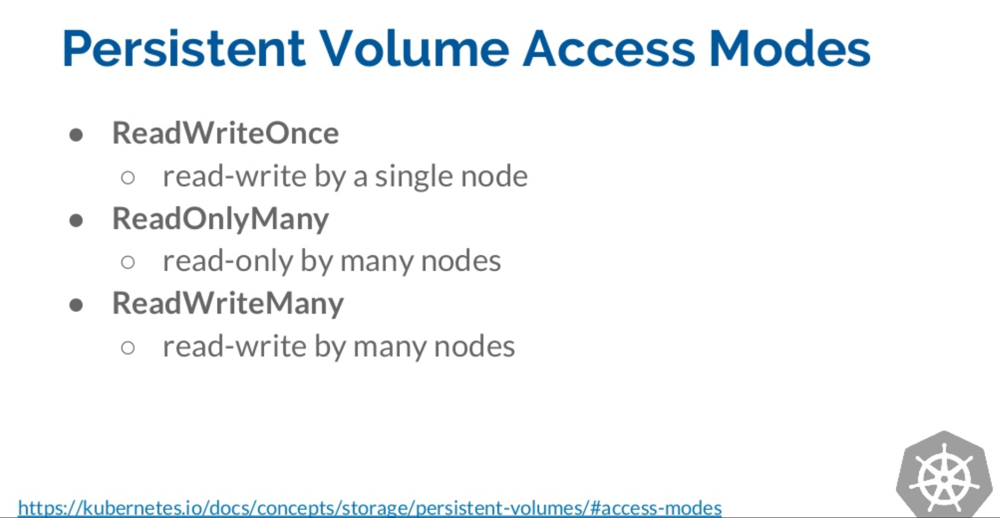 Persistent Volume Access Modes
● ReadWriteOnce
○ read-write by a single node
● ReadOnlyMany
○ read-only by many nodes
● ReadWriteMany
○ read-write by many nodes
https://kubernetes.io/docs/concepts/storage/persistent-volumes/#access-modes